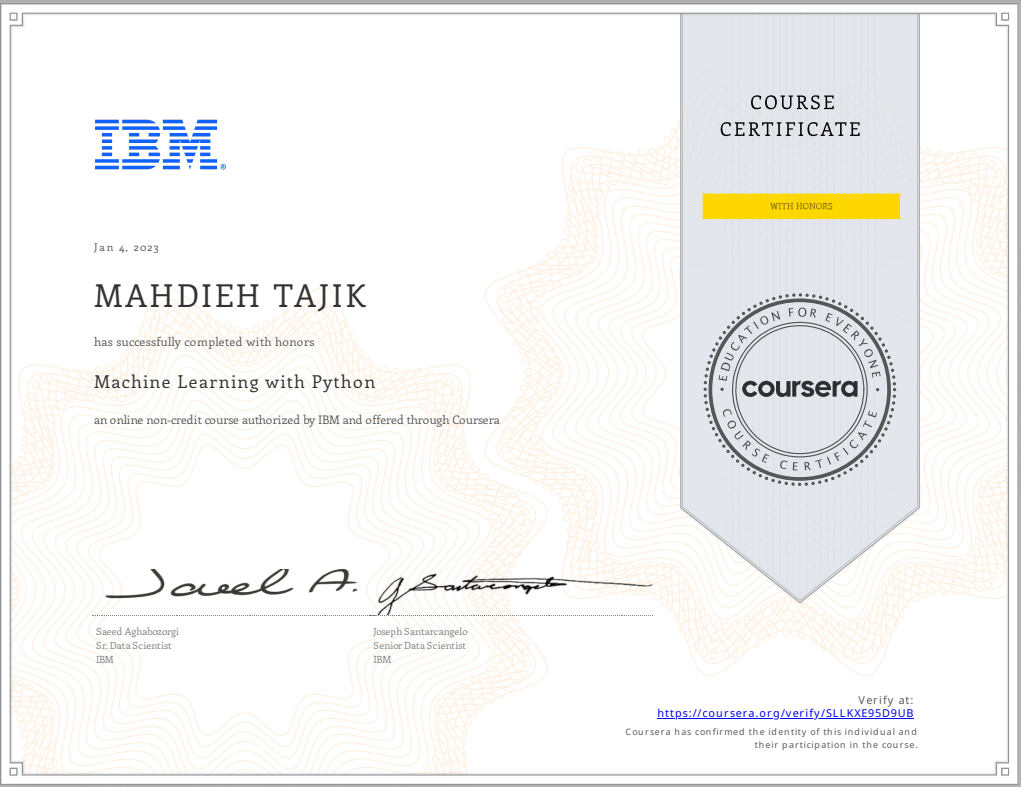 COURSE
CERTIFICATE
IBM®
WITH HONORS
Jan 4, 2023
MAHDIEH TAJIK
has successfully completed with honors
Machine Learning with Python
an online non-credit course authorized by IBM and offered through Coursera
EDUCATION FOR EVERYONE
coursera
COURSE CERTIFICATE
Saeed A.
J Santarcangelo
Saeed Aghabozorgi
Sr. Data Scientist
IBM
Joseph Santarcangelo
Senior Data Scientist
IBM
Verify at:
https://coursera.org/verify/SLLKXE95D9UB
Coursera has confirmed the identity of this individual and
their participation in the course.